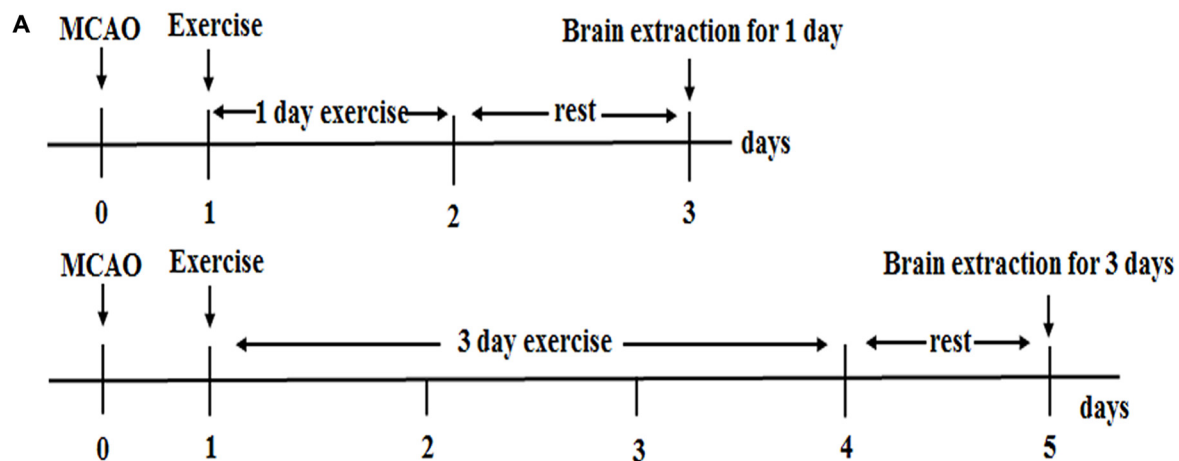 A
MCAO Exercise Brain extraction for 1 day
1 day exercise rest
days
0 1 2 3
MCAO Exercise Brain extraction for 3 days
3 day exercise rest
days
0 1 2 3 4 5